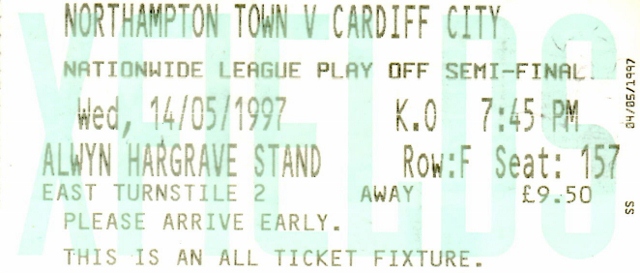 NORTHAMPTON TOWN V CARDIFF CITY
NATIONWIDE LEAGUE PLAY OFF SEMI-FINAL.
Wed, 14/05/1997 K.O 7:45 PM
ALWYN HARGRAVE STAND Row:F Seat: 157
EAST TURNSTILE 2 AWAY £9.50
PLEASE ARRIVE EARLY.
THIS IS AN ALL TICKET FIXTURE.
04/05/1997
SS
XFIELDS